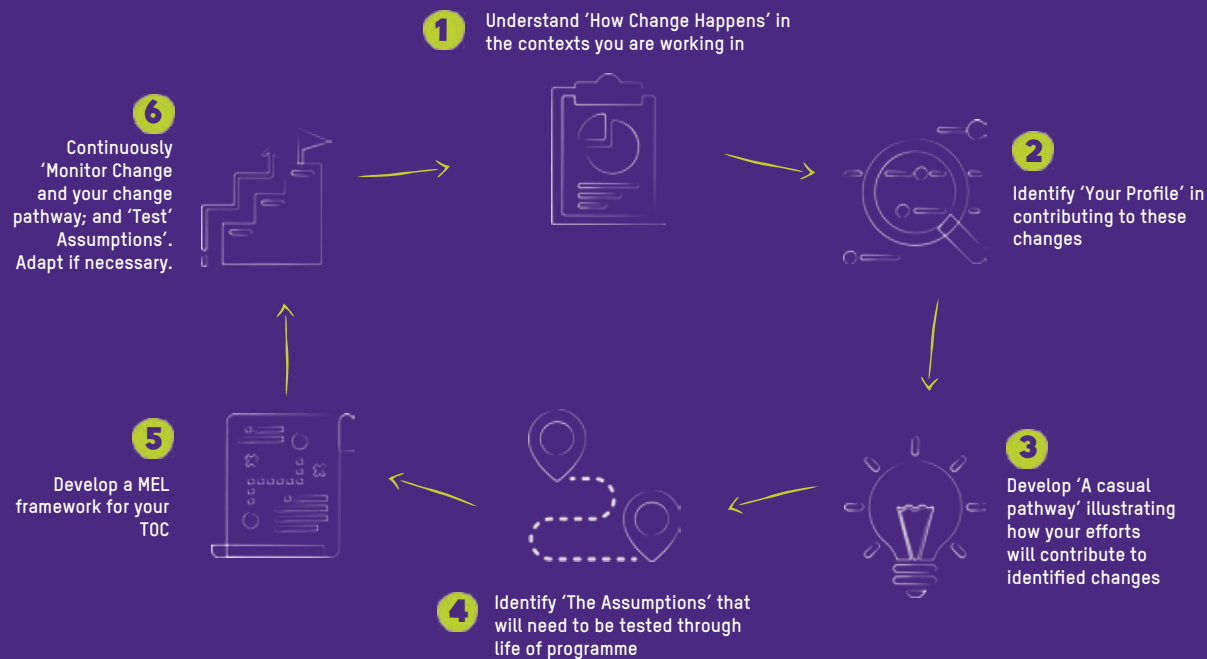 1
Understand ‘How Change Happens’ in
the contexts you are working in
2
Identify ‘Your Profile’ in
contributing to these
changes
3
Develop ‘A casual
pathway’ illustrating
how your efforts
will contribute to
identified changes
4
Identify ‘The Assumptions’ that
will need to be tested through
life of programme
5
Develop a MEL
framework for your
TOC
6
Continuously
‘Monitor Change
and your change
pathway; and ‘Test’
Assumptions’.
Adapt if necessary.